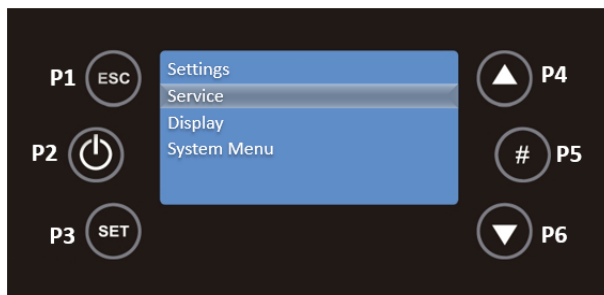 P1 ESC
Settings
Service
Display
System Menu
P4
P2
# P5
P3 SET
P6